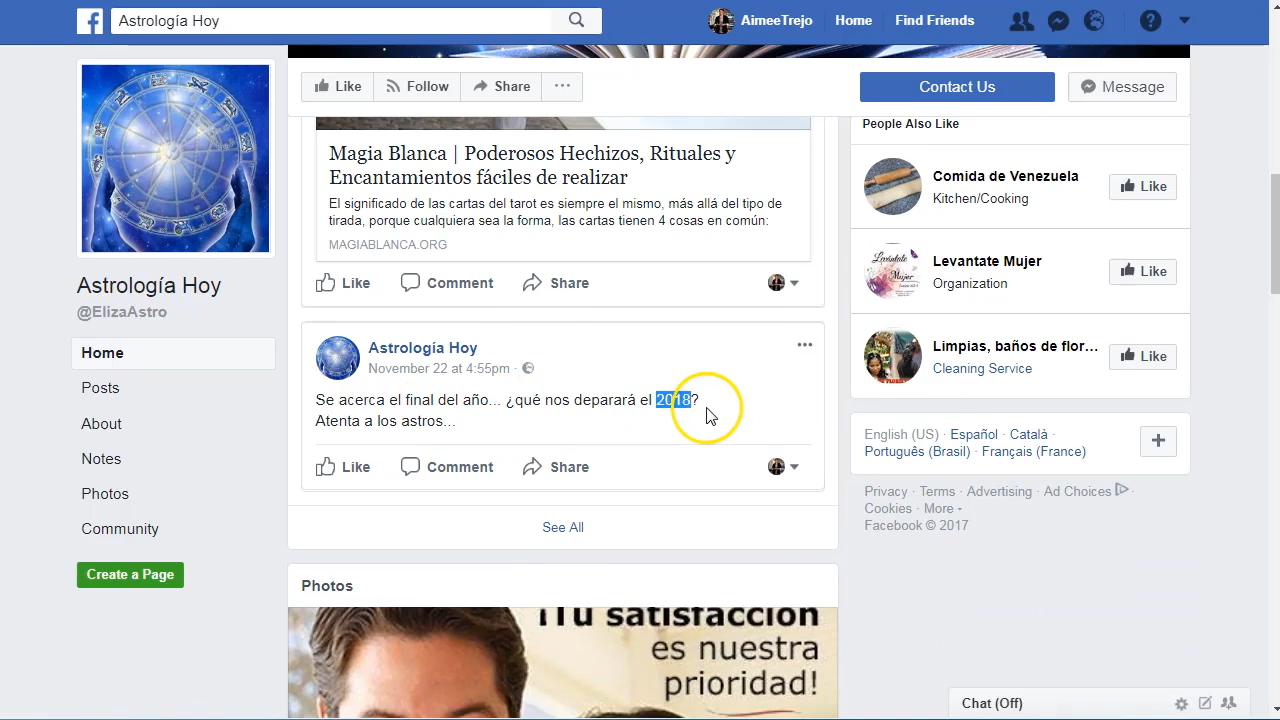 Astrología Hoy
AimeeTrejo
Home
Find Friends
Like
Follow
Share
Contact Us
Message
Astrología Hoy
@ElizaAstro
Home
Posts
About
Notes
Photos
Community
Create a Page
Magia Blanca | Poderosos Hechizos, Rituales y
Encantamientos fáciles de realizar
El significado de las cartas del tarot es siempre el mismo, más allá del tipo de
tirada, porque cualquiera sea la forma, las cartas tienen 4 cosas en común:
MAGIABLANCA.ORG
Like Comment Share
Astrología Hoy
November 22 at 4:55pm ·
Se acerca el final del año... ¿qué nos deparará el 2018?
Atenta a los astros...
Like Comment Share
See All
Photos
¡Tu satisfacción
es nuestra
prioridad!
People Also Like
Comida de Venezuela
Kitchen/Cooking
Like
Levantate Mujer
Organization
Like
Limpias, baños de flor...
Cleaning Service
Like
English (US) · Español · Català ·
Português (Brasil) · Français (France)
Privacy · Terms · Advertising · Ad Choices ·
Cookies · More
Facebook © 2017
Chat (Off)